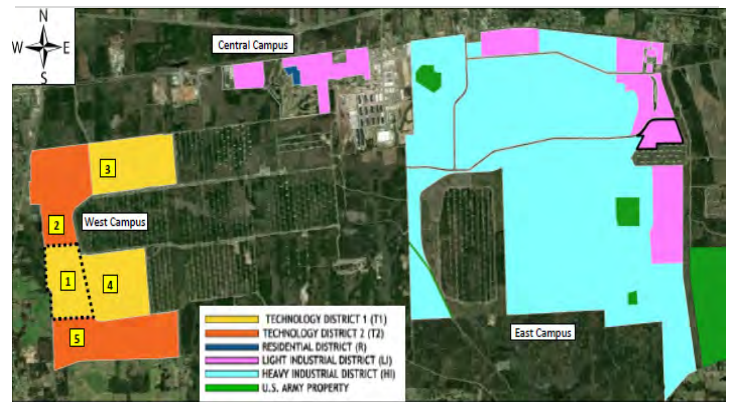 N
W E
S
Central Campus
3
2
West Campus
1
4
5
TECHNOLOGY DISTRICT 1 (T1)
TECHNOLOGY DISTRICT 2 (T2)
RESIDENTIAL DISTRICT (R)
LIGHT INDUSTRIAL DISTRICT (LI)
HEAVY INDUSTRIAL DISTRICT (HI)
U.S. ARMY PROPERTY
East Campus